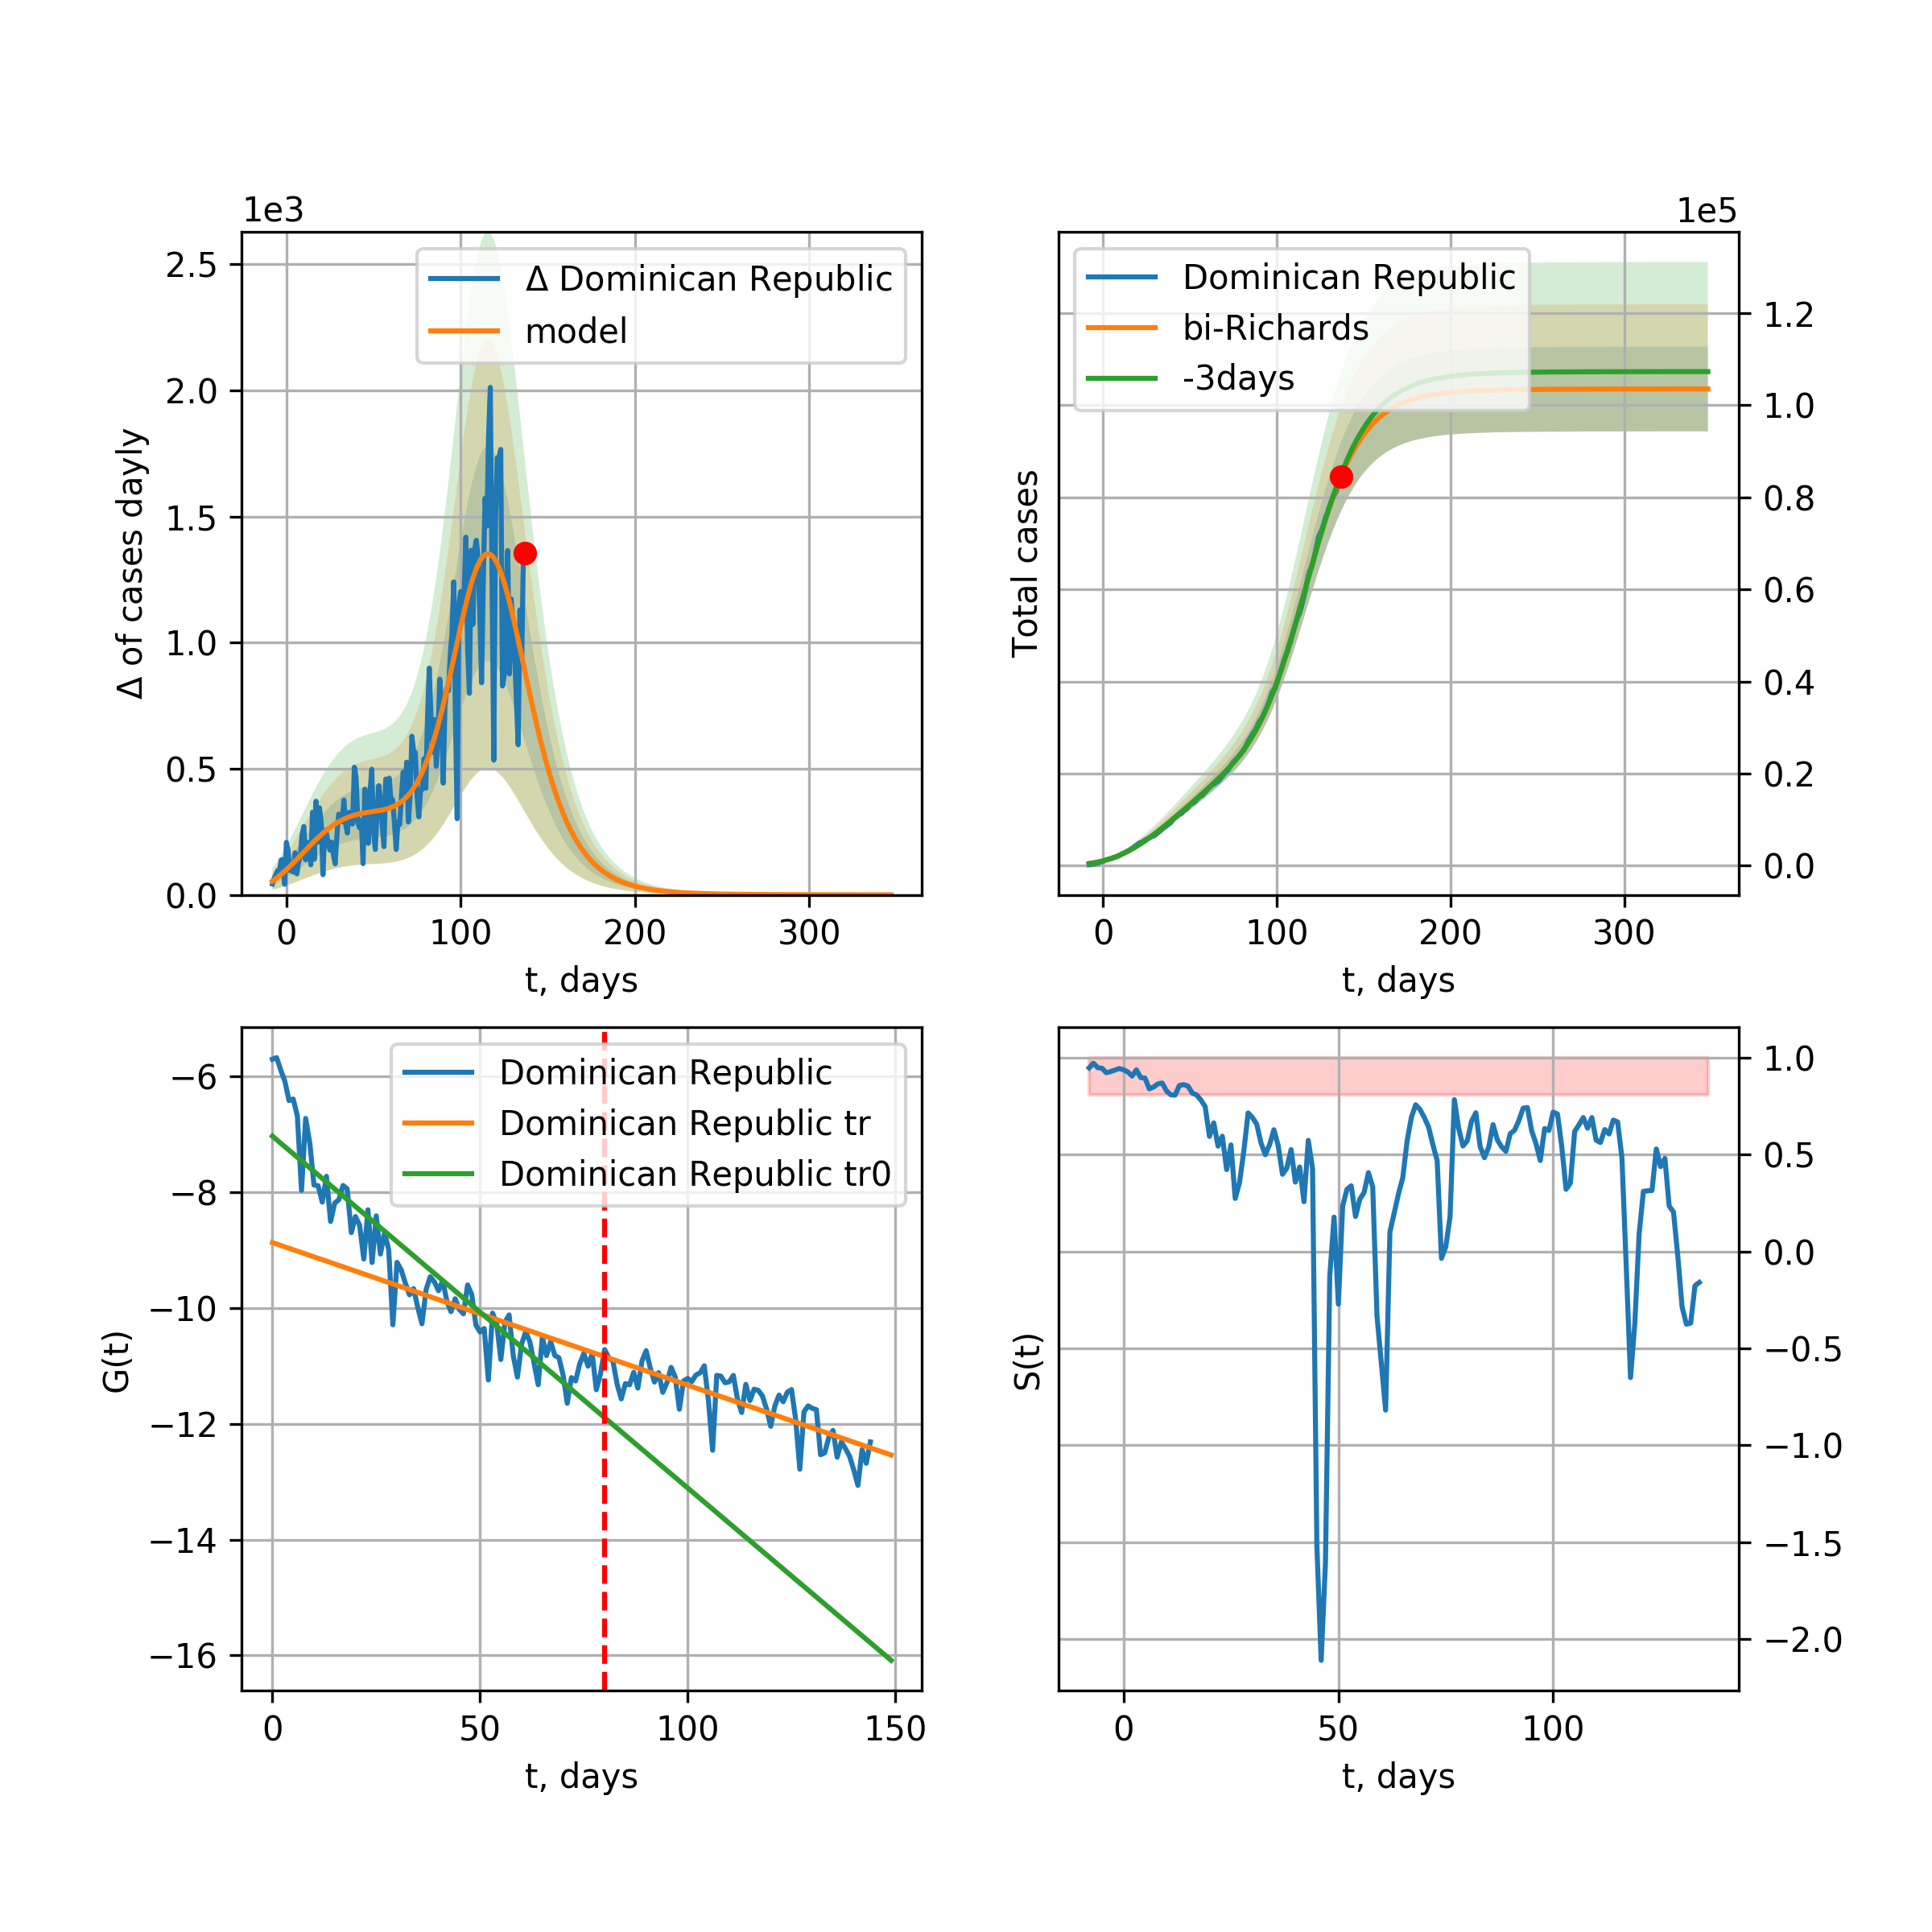 1e3
2.5
2.0
1.5
1.0
0.5
0.0
Δ of cases dayly
Δ Dominican Republic
model
0 100 200 300
t, days
1e5
Dominican Republic
bi-Richards
-3days
Total cases
1.2
1.0
0.8
0.6
0.4
0.2
0.0
0 100 200 300
t, days
−6
−8
−10
−12
−14
−16
G(t)
Dominican Republic
Dominican Republic tr
Dominican Republic tr0
0 50 100 150
t, days
S(t)
1.0
0.5
0.0
−0.5
−1.0
−1.5
−2.0
0 50 100
t, days